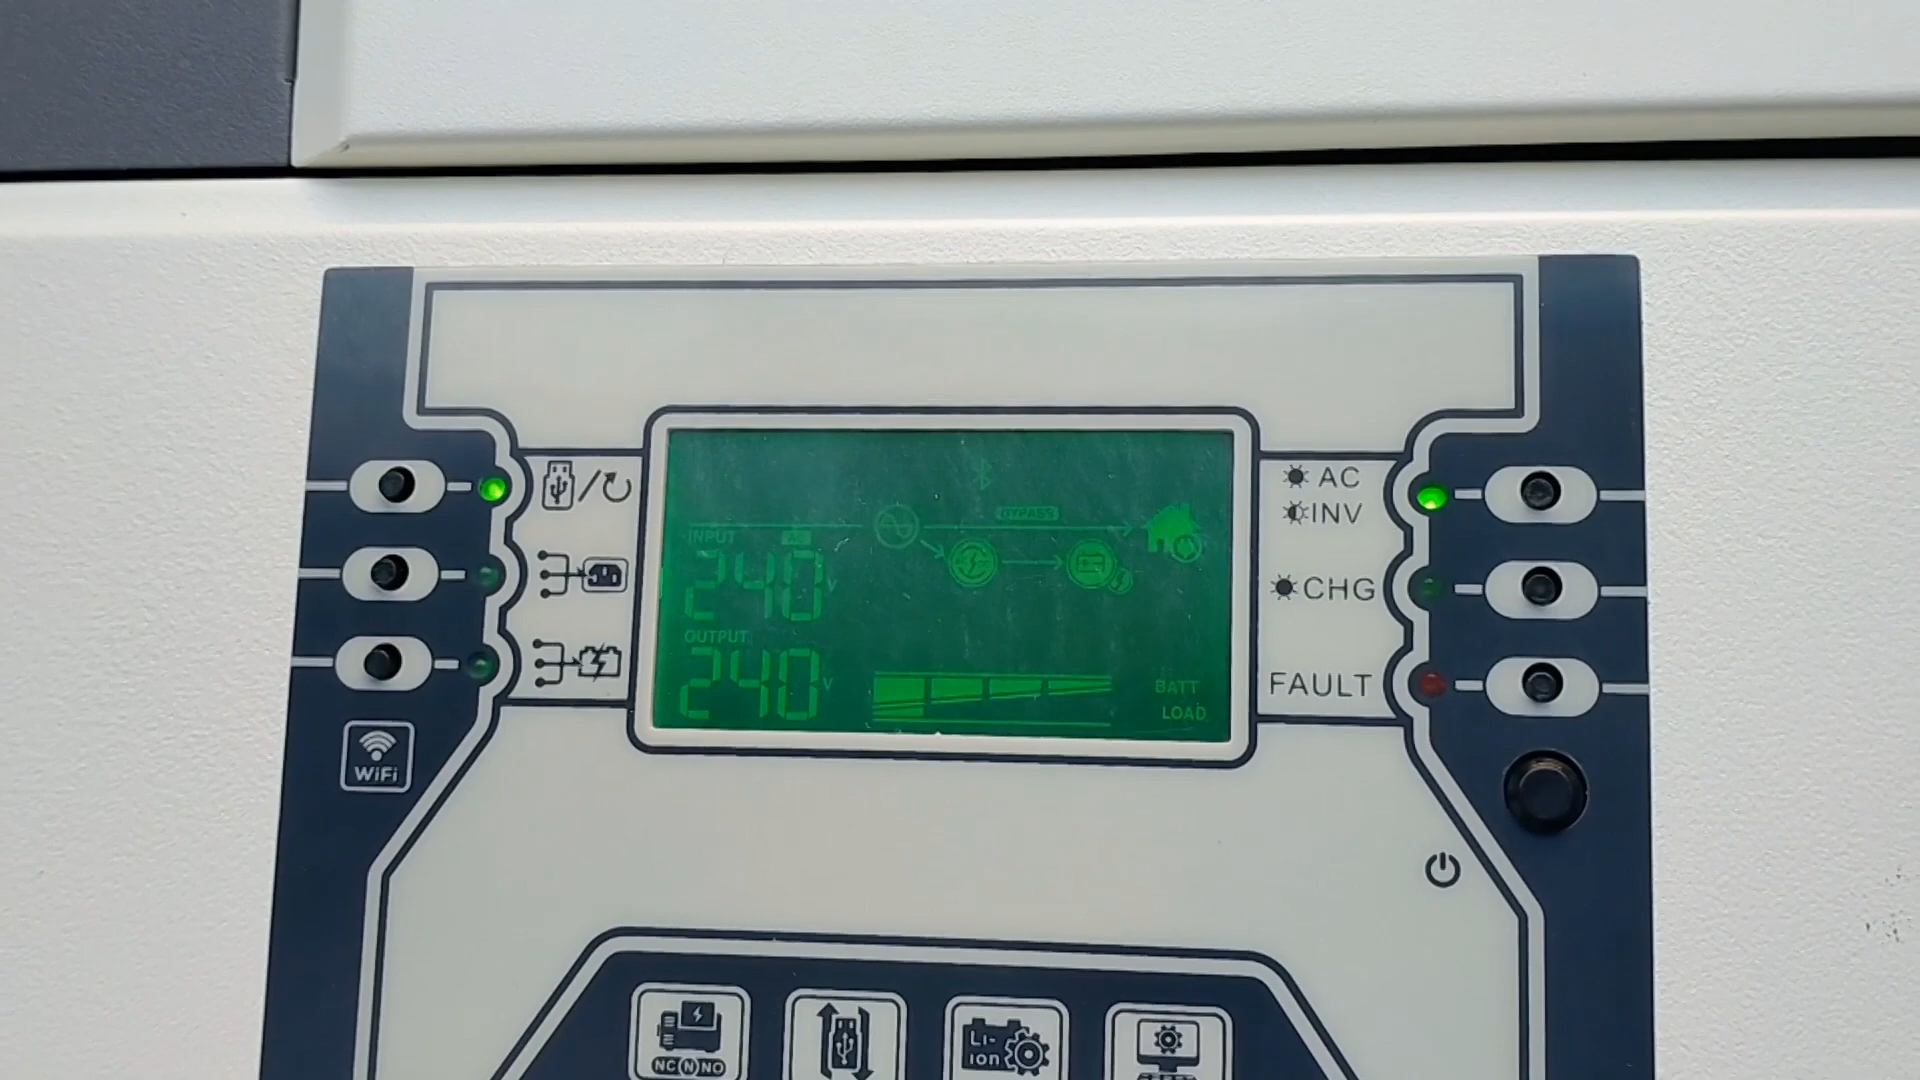 BYPASS
INPUT AC
240 V
OUTPUT
240 V
BATT
LOAD
AC
INV
CHG
FAULT
WiFi
NC N NO
Li-
ion